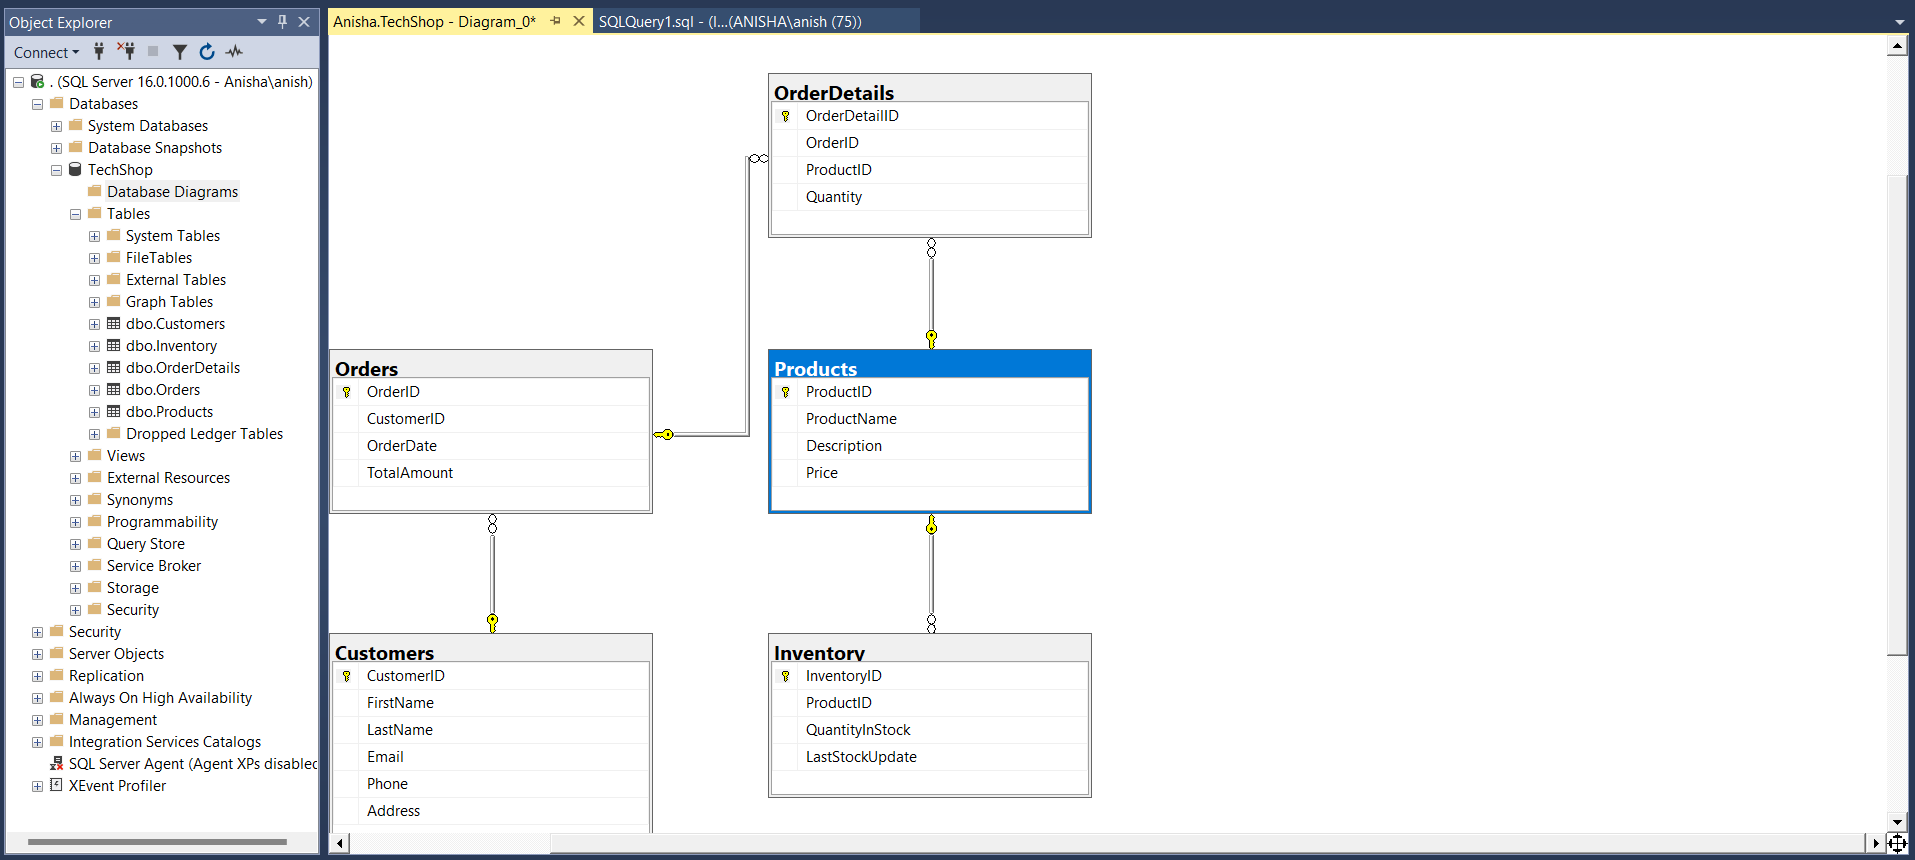 Object Explorer
Connect
. (SQL Server 16.0.1000.6 - Anisha\anish)
Databases
System Databases
Database Snapshots
TechShop
Database Diagrams
Tables
System Tables
FileTables
External Tables
Graph Tables
dbo.Customers
dbo.Inventory
dbo.OrderDetails
dbo.Orders
dbo.Products
Dropped Ledger Tables
Views
External Resources
Synonyms
Programmability
Query Store
Service Broker
Storage
Security
Security
Server Objects
Replication
Always On High Availability
Management
Integration Services Catalogs
SQL Server Agent (Agent XPs disabled
XEvent Profiler
Anisha.TechShop - Diagram_0*
SQLQuery1.sql - (l...(ANISHA\anish (75))
OrderDetails
OrderDetailID
OrderID
ProductID
Quantity
Orders
OrderID
CustomerID
OrderDate
TotalAmount
Products
ProductID
ProductName
Description
Price
Customers
CustomerID
FirstName
LastName
Email
Phone
Address
Inventory
InventoryID
ProductID
QuantityInStock
LastStockUpdate